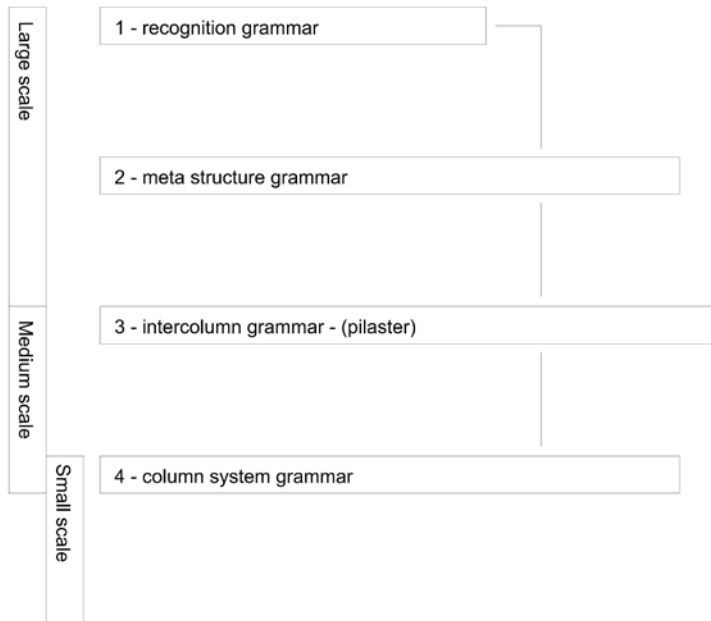 Large scale
1 - recognition grammar
2 - meta structure grammar
Medium scale
3 - intercolumn grammar - (pilaster)
Small scale
4 - column system grammar